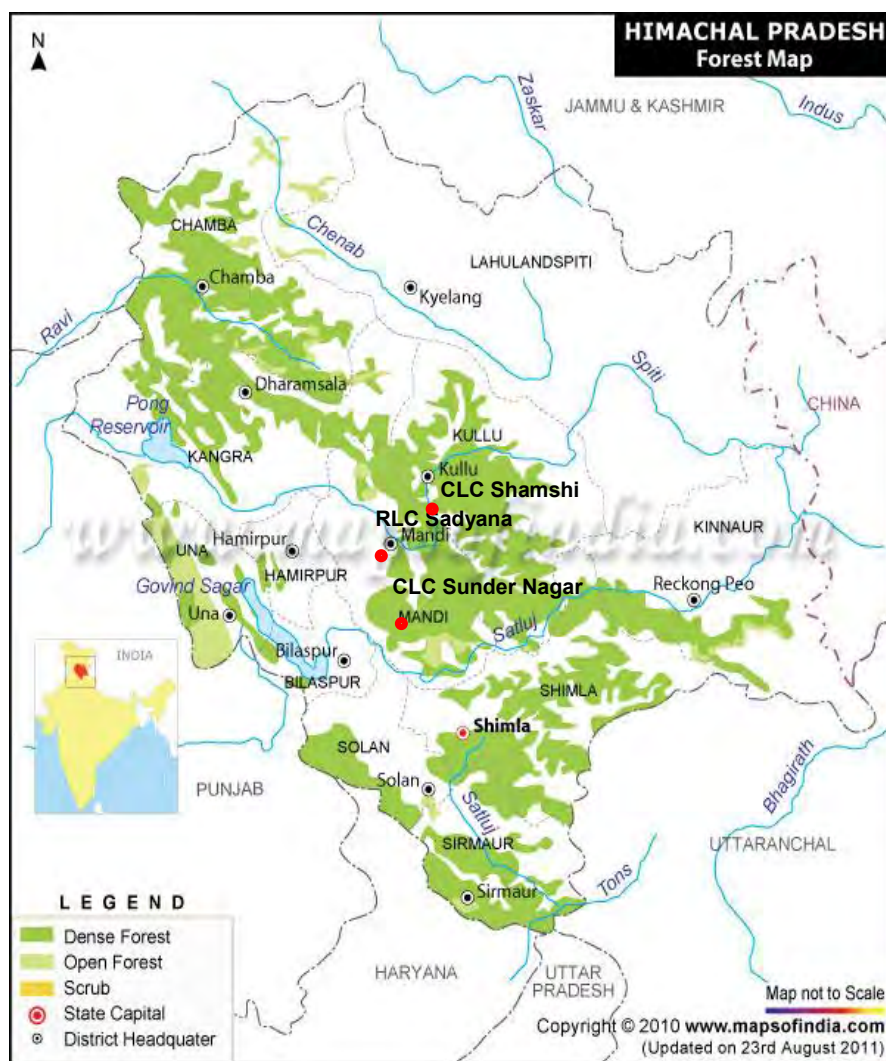 HIMACHAL PRADESH
Forest Map
N
Zaskar
JAMMU & KASHMIR
Indus
CHAMBA
Chenab
LAHULANDSPITI
Chamba
Kyelang
Ravi
Spiti
Dharamsala
CHINA
Pong
Reservoir
KULLU
KANGRA
Kullu
CLC Shamshi
RLC Sadyana
KINNAUR
Mandi
UNA
Hamirpur
HAMIRPUR
CLC Sunder Nagar
Reckong Peo
Govind Sagar
Una
MANDI
Satluj
INDIA
Bilaspur
BILASPUR
SHIMLA
Shimla
SOLAN
PUNJAB
Solan
Satluj
Bhagirath
UTTARANCHAL
SIRMAUR
Tons
Sirmaur
LEGEND
Dense Forest
Open Forest
Scrub
State Capital
District Headquater
HARYANA
UTTAR
PRADESH
Map not to Scale
Copyright © 2010 www.mapsofindia.com
(Updated on 23rd August 2011)